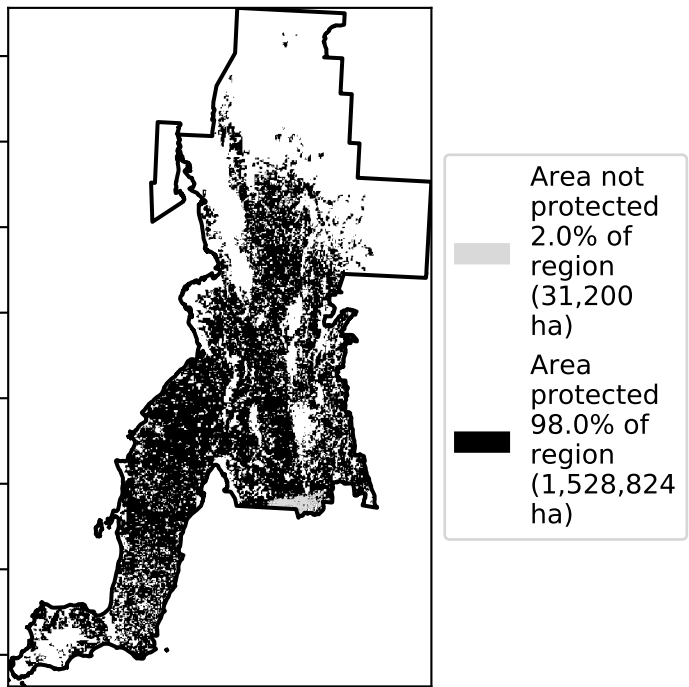 Area not
protected
2.0% of
region
(31,200
ha)
Area
protected
98.0% of
region
(1,528,824
ha)